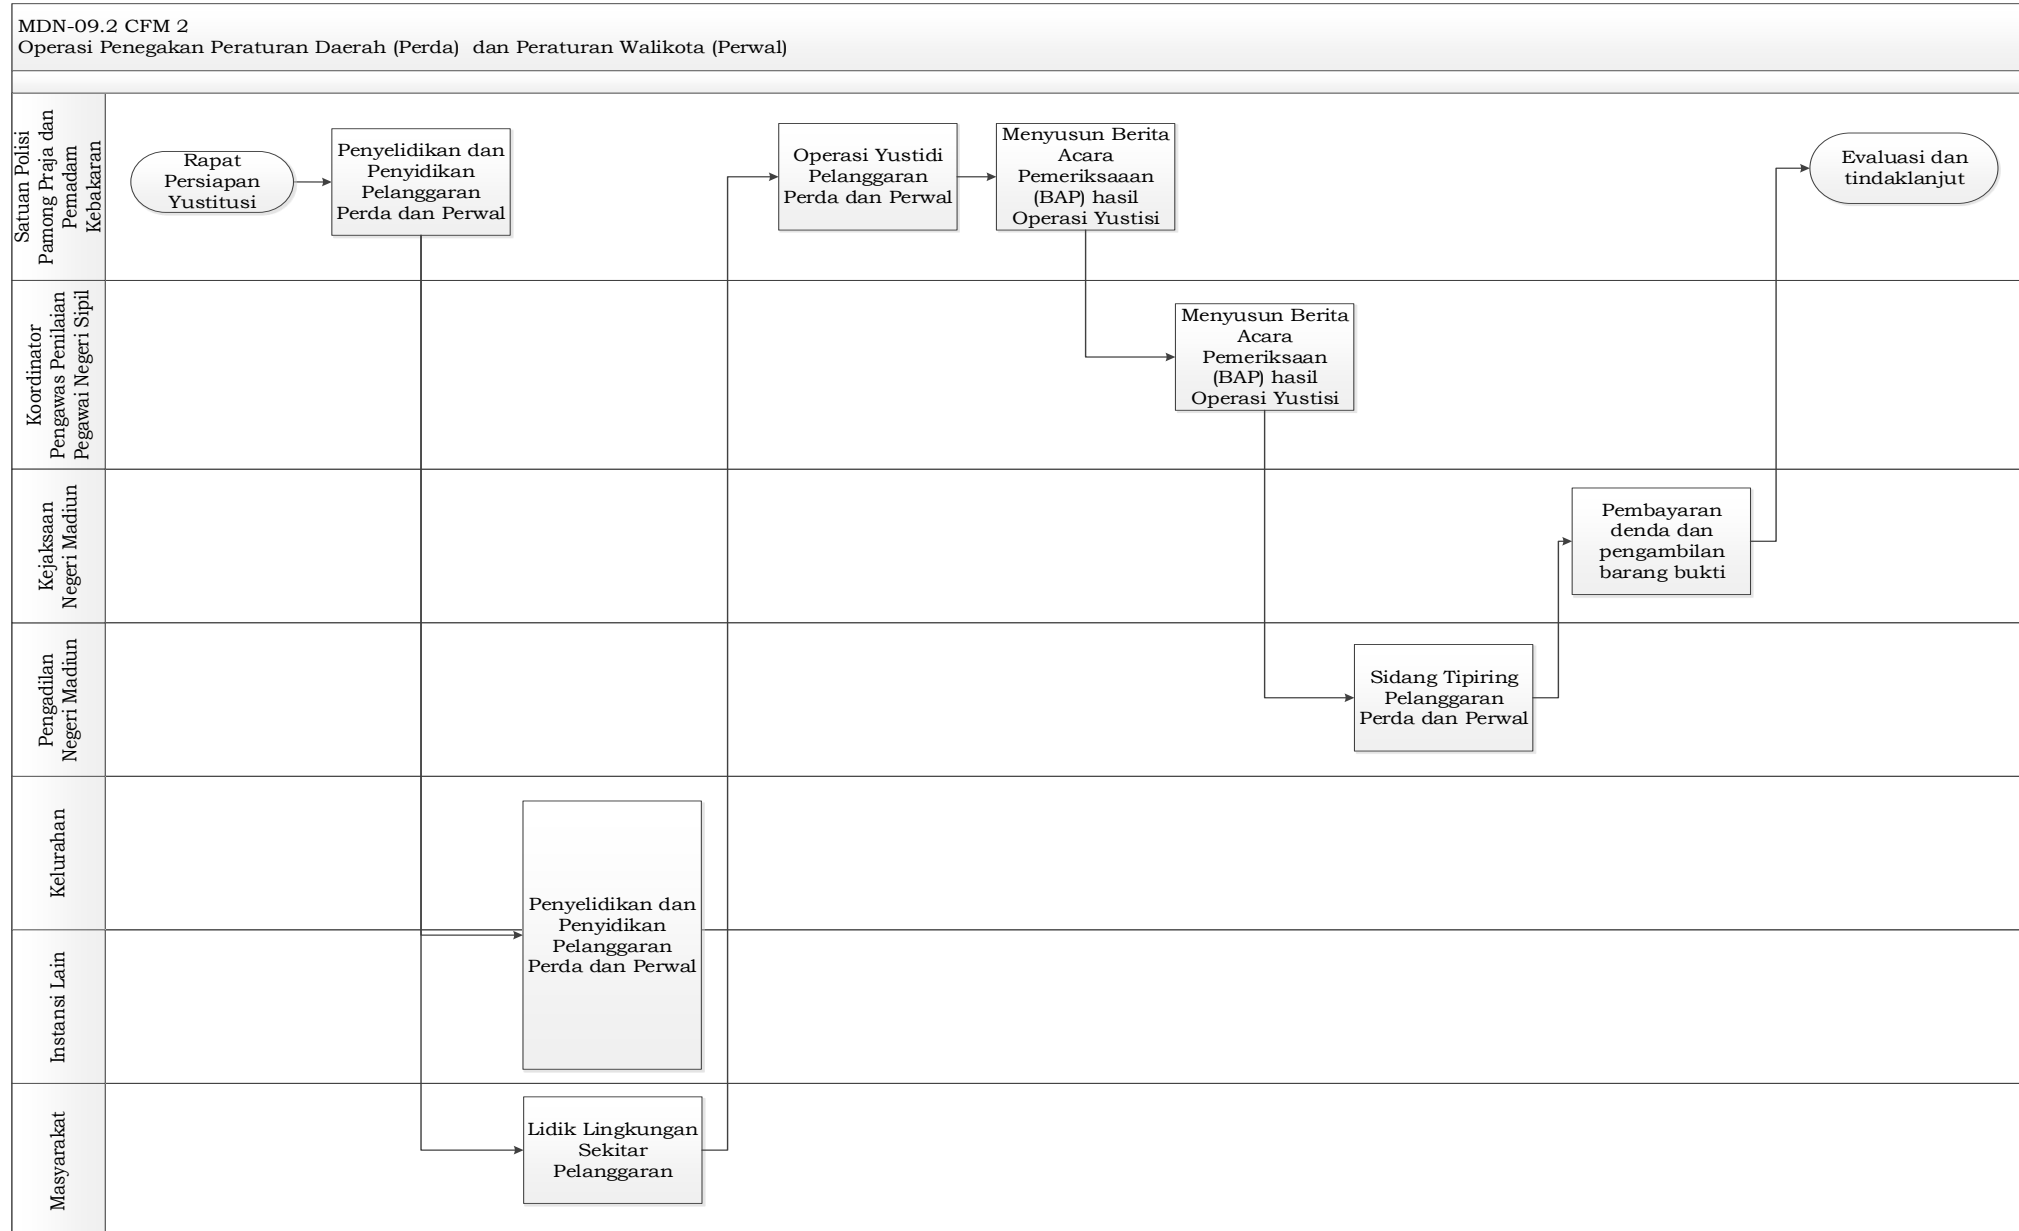 MDN-09.2 CFM 2
Operasi Penegakan Peraturan Daerah (Perda)  dan Peraturan Walikota (Perwal)
Satuan Polisi
Pamong Praja dan
Pemadam
Kebakaran
Rapat
Persiapan
Yustitusi
Penyelidikan dan
Penyidikan
Pelanggaran
Perda dan Perwal
Operasi Yustidi
Pelanggaran
Perda dan Perwal
Menyusun Berita
Acara
Pemeriksaaan
(BAP) hasil
Operasi Yustisi
Evaluasi dan
tindaklanjut
Koordinator
Pengawas Penilaian
Pegawai Negeri Sipil
Menyusun Berita
Acara
Pemeriksaan
(BAP) hasil
Operasi Yustisi
Kejaksaan
Negeri Madiun
Pembayaran
denda dan
pengambilan
barang bukti
Pengadilan
Negeri Madiun
Sidang Tipiring
Pelanggaran
Perda dan Perwal
Kelurahan
Penyelidikan dan
Penyidikan
Pelanggaran
Perda dan Perwal
Instansi Lain
Masyarakat
Lidik Lingkungan
Sekitar
Pelanggaran